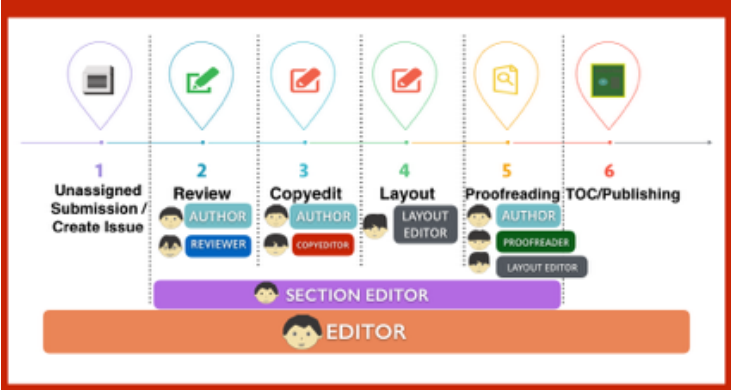 1
Unassigned
Submission /
Create Issue
2
Review
AUTHOR
REVIEWER
3
Copyedit
AUTHOR
COPYEDITOR
4
Layout
LAYOUT
EDITOR
5
Proofreading
AUTHOR
PROOFREADER
LAYOUT EDITOR
6
TOC/Publishing
SECTION EDITOR
EDITOR